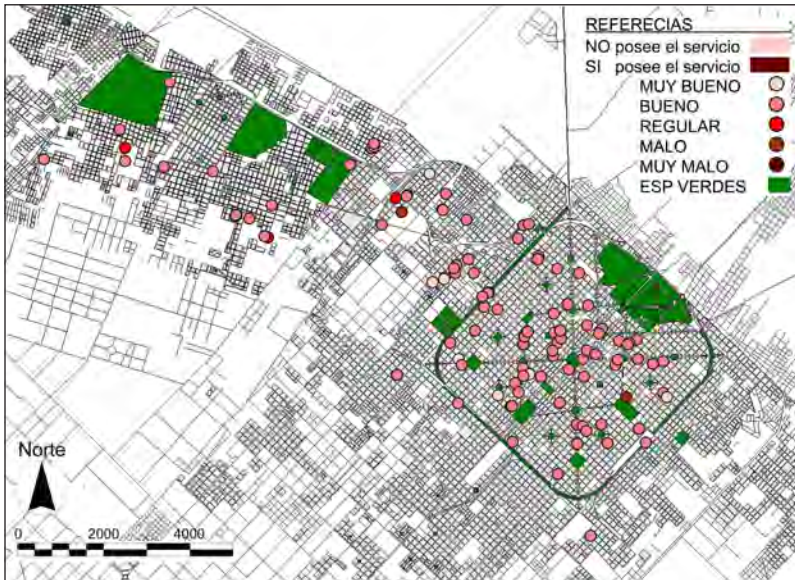 REFERECIAS
NO posee el servicio
SI posee el servicio
MUY BUENO
BUENO
REGULAR
MALO
MUY MALO
ESP VERDES
Norte
0 2000 4000